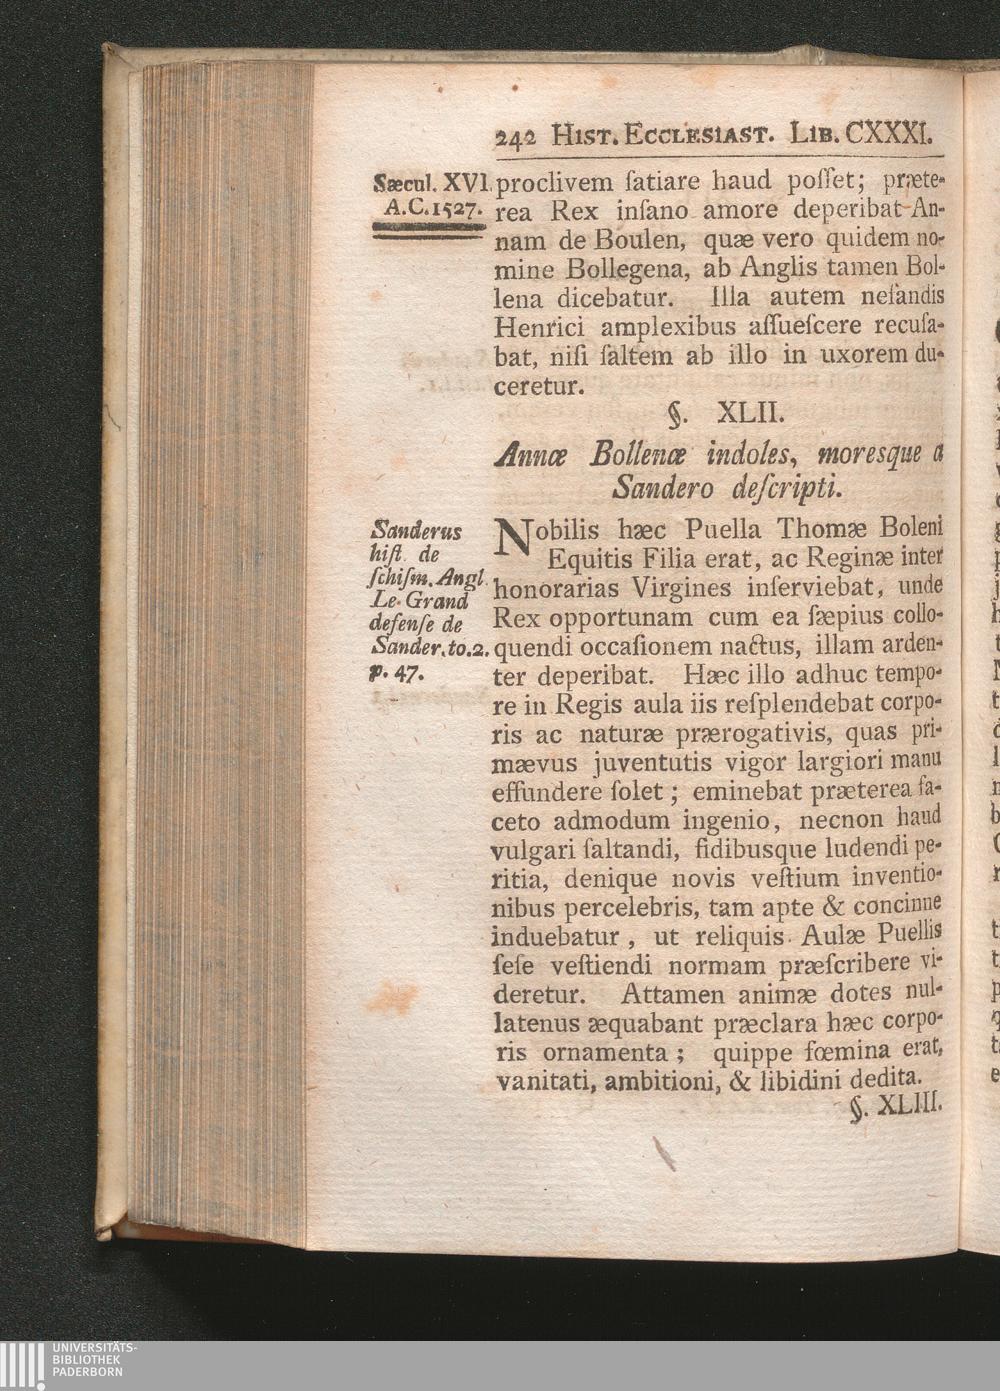 242 HIST. ECCLESIAST. LIB. CXXXI.
Sæcul. XVI.
A.C. 1527.
proclivem ſatiare haud poſſet; præte-
rea Rex inſano amore deperibat An-
nam de Boulen, quæ vero quidem no-
mine Bollegena, ab Anglis tamen Bol-
lena dicebatur. Illa autem nefandis
Henrici amplexibus aſſueſcere recuſa-
bat, niſi ſaltem ab illo in uxorem du-
ceretur.
§. XLII.
Annæ Bollenæ indoles, moresque a
Sandero deſcripti.
Sanderus
hiſt. de
ſchiſm. Angl.
Le Grand
defenſe de
Sander. to. 2.
p. 47.
Nobilis hæc Puella Thomæ Boleni
Equitis Filia erat, ac Reginæ inter
honorarias Virgines inſerviebat, unde
Rex opportunam cum ea ſæpius collo-
quendi occaſionem nactus, illam arden-
ter deperibat. Hæc illo adhuc tempo-
re in Regis aula iis reſplendebat corpo-
ris ac naturæ prærogativis, quas pri-
mævus juventutis vigor largiori manu
effundere ſolet; eminebat præterea fa-
ceto admodum ingenio, necnon haud
vulgari ſaltandi, fidibusque ludendi pe-
ritia, denique novis veſtium inventio-
nibus percelebris, tam apte & concinne
induebatur, ut reliquis Aulæ Puellis
ſeſe veſtiendi normam præſcribere vi-
deretur. Attamen animæ dotes nul-
latenus æquabant præclara hæc corpo-
ris ornamenta; quippe fœmina erat,
vanitati, ambitioni, & libidini dedita.
§. XLIII.
UNIVERSITÄTS-
BIBLIOTHEK
PADERBORN